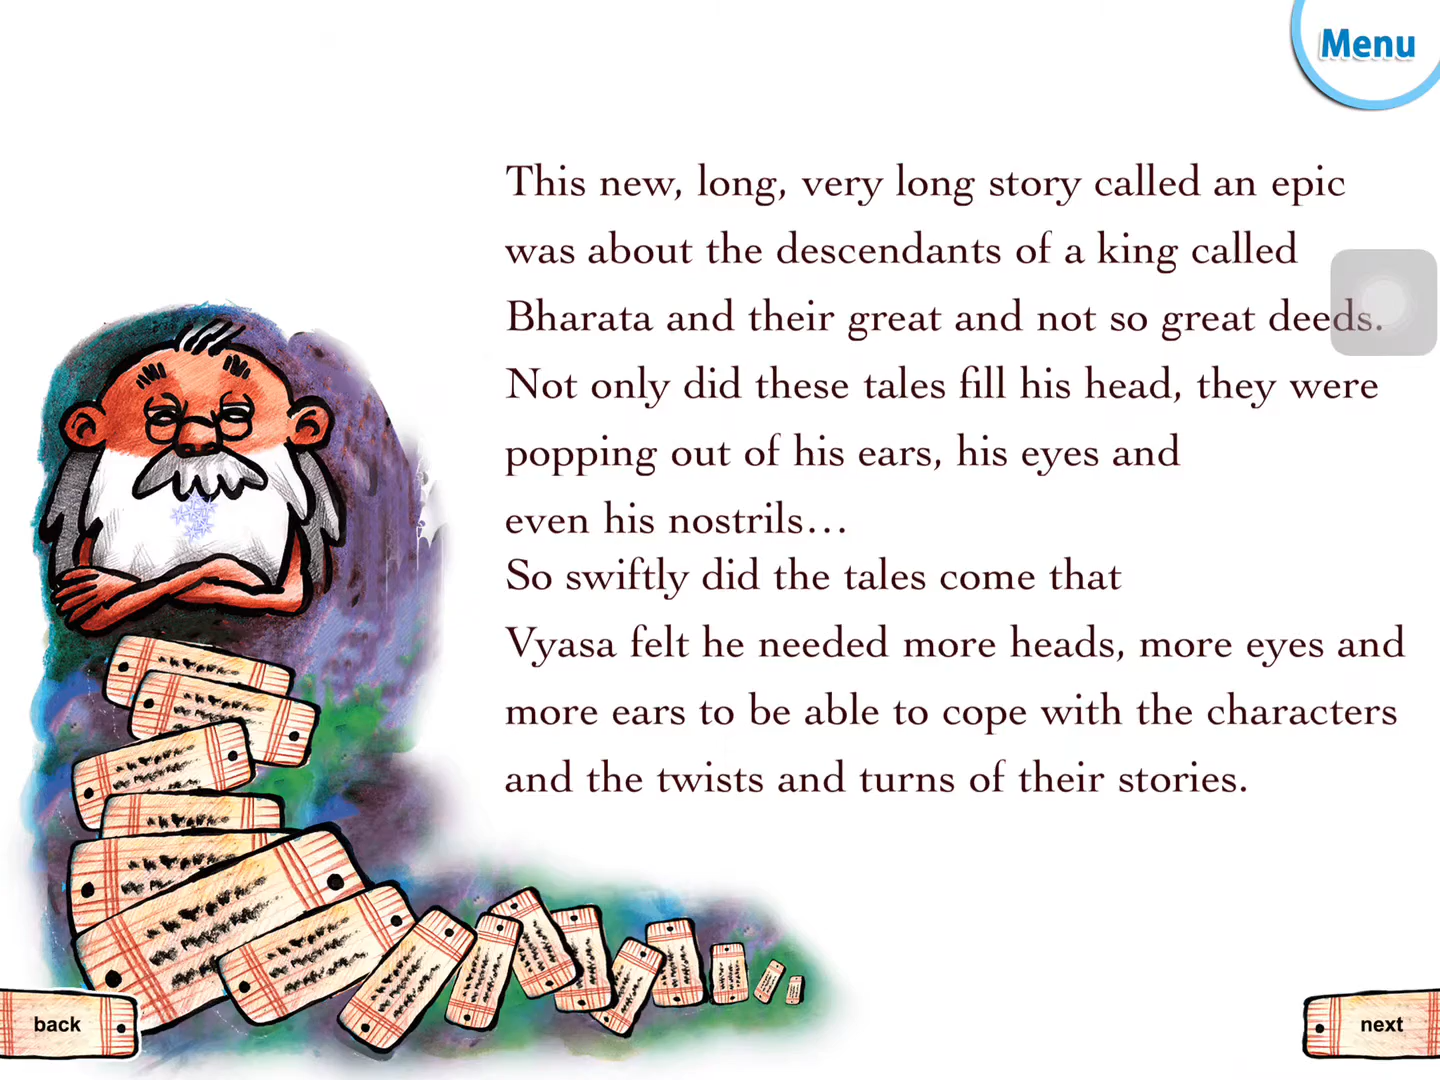 Menu
This new, long, very long story called an epic
was about the descendants of a king called
Bharata and their great and not so great deeds.
Not only did these tales fill his head, they were
popping out of his ears, his eyes and
even his nostrils...
So swiftly did the tales come that
Vyasa felt he needed more heads, more eyes and
more ears to be able to cope with the characters
and the twists and turns of their stories.
back
next